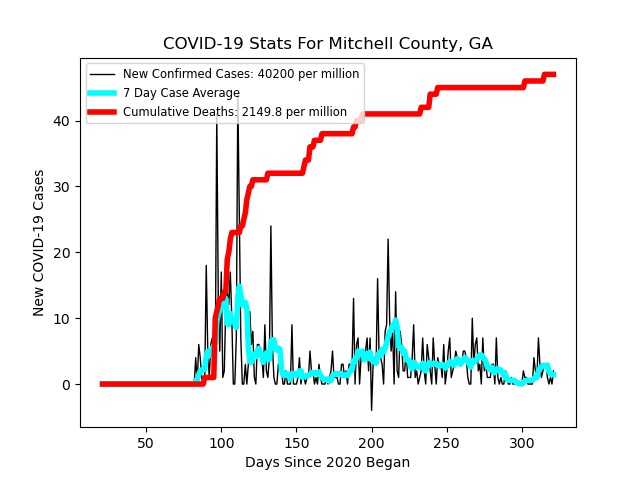 COVID-19 Stats For Mitchell County, GA
New Confirmed Cases: 40200 per million
7 Day Case Average
Cumulative Deaths: 2149.8 per million
New COVID-19 Cases
40
30
20
10
0
50 100 150 200 250 300
Days Since 2020 Began